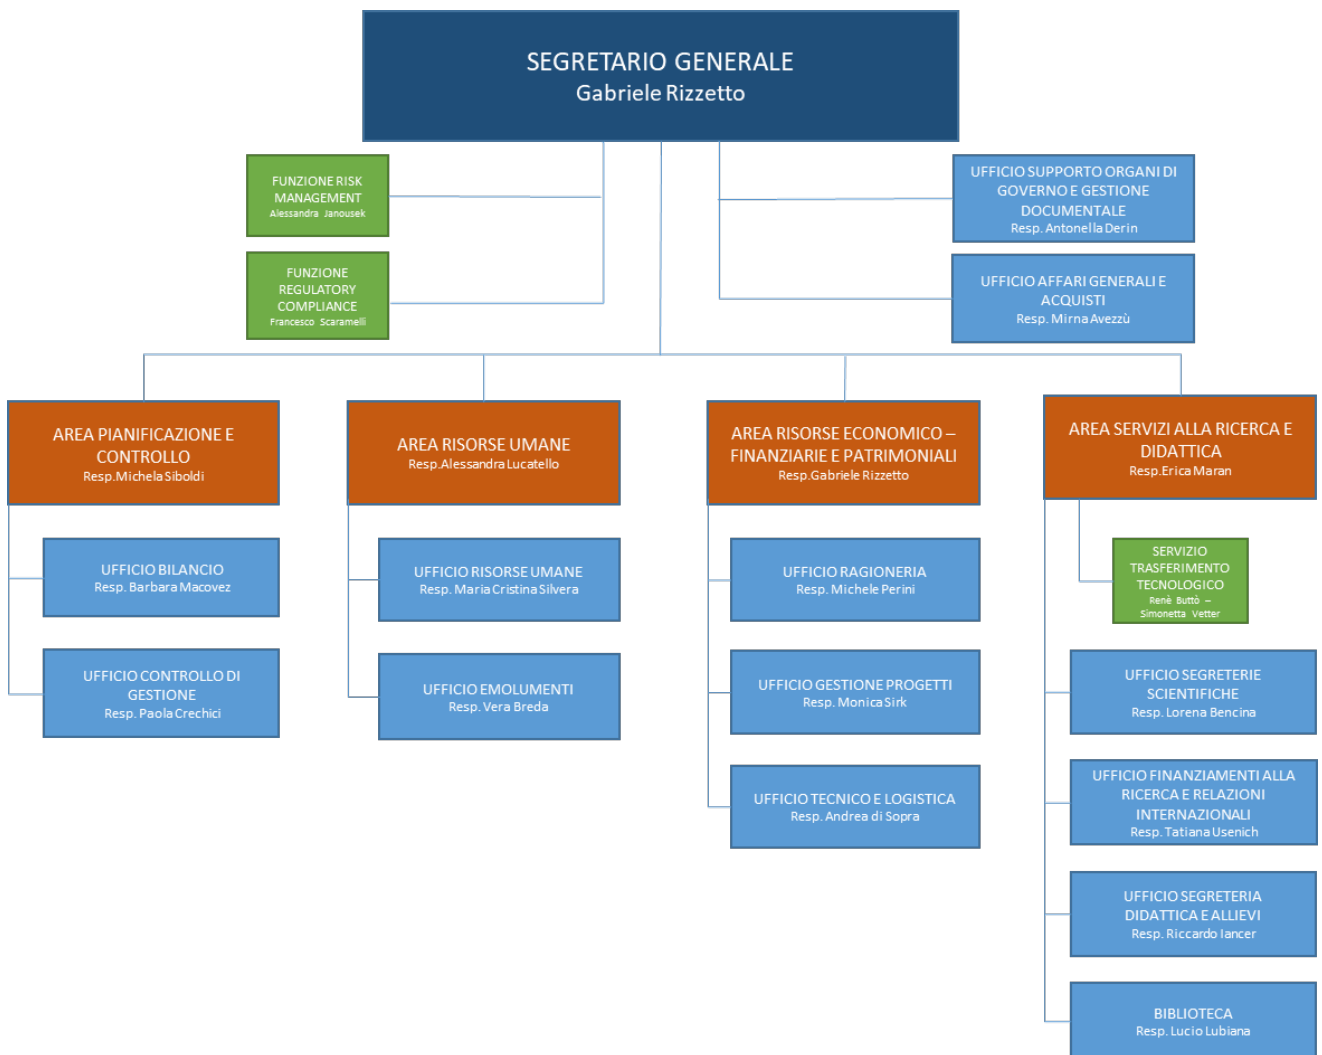 SEGRETARIO GENERALE
Gabriele Rizzetto
FUNZIONE RISK
MANAGEMENT
Alessandra Janousek
FUNZIONE
REGULATORY
COMPLIANCE
Francesco Scaramelli
UFFICIO SUPPORTO ORGANI DI
GOVERNO E GESTIONE
DOCUMENTALE
Resp. Antonella Derin
UFFICIO AFFARI GENERALI E
ACQUISTI
Resp. Mirna Avezzù
AREA PIANIFICAZIONE E
CONTROLLO
Resp.Michela Siboldi
UFFICIO BILANCIO
Resp. Barbara Macovez
UFFICIO CONTROLLO DI
GESTIONE
Resp. Paola Crechici
AREA RISORSE UMANE
Resp.Alessandra Lucatello
UFFICIO RISORSE UMANE
Resp. Maria Cristina Silvera
UFFICIO EMOLUMENTI
Resp. Vera Breda
AREA RISORSE ECONOMICO –
FINANZIARIE E PATRIMONIALI
Resp.Gabriele Rizzetto
UFFICIO RAGIONERIA
Resp. Michele Perini
UFFICIO GESTIONE PROGETTI
Resp. Monica Sirk
UFFICIO TECNICO E LOGISTICA
Resp. Andrea di Sopra
AREA SERVIZI ALLA RICERCA E
DIDATTICA
Resp.Erica Maran
SERVIZIO
TRASFERIMENTO
TECNOLOGICO
Renè Buttò –
Simonetta Vetter
UFFICIO SEGRETERIE
SCIENTIFICHE
Resp. Lorena Bencina
UFFICIO FINANZIAMENTI ALLA
RICERCA E RELAZIONI
INTERNAZIONALI
Resp. Tatiana Usenich
UFFICIO SEGRETERIA
DIDATTICA E ALLIEVI
Resp. Riccardo Iancer
BIBLIOTECA
Resp. Lucio Lubiana